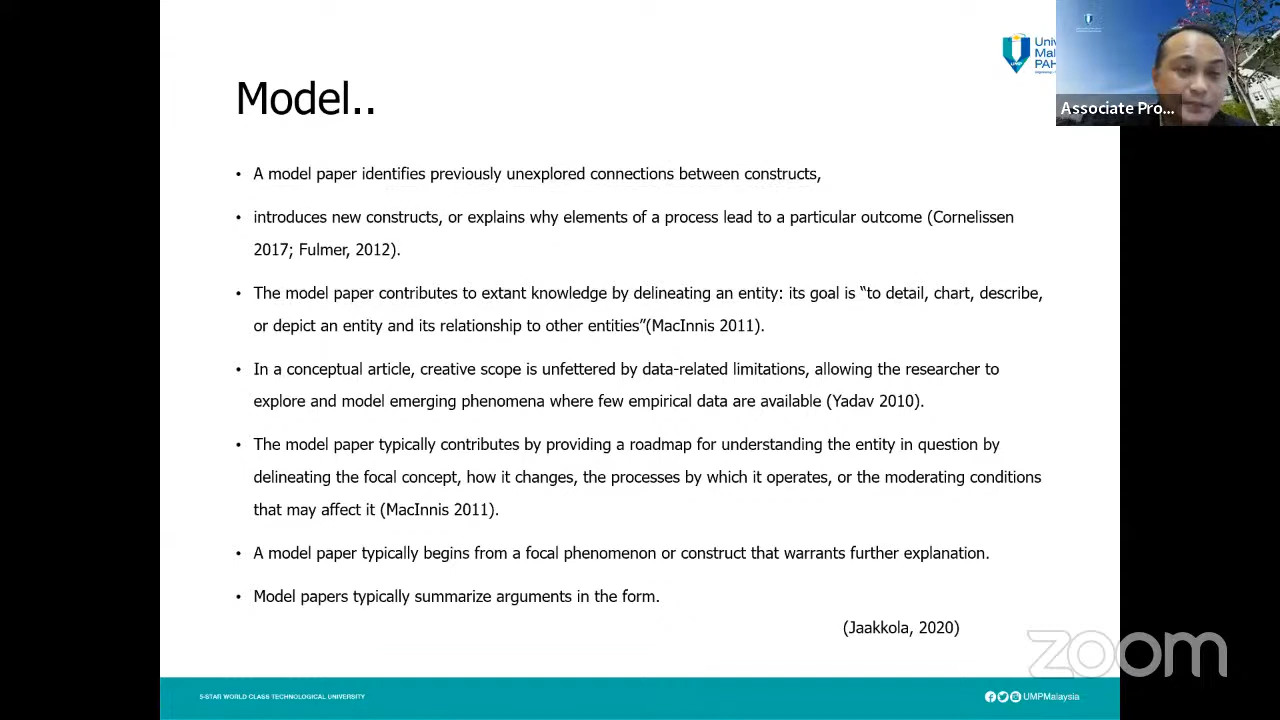 Model..
• A model paper identifies previously unexplored connections between constructs,
• introduces new constructs, or explains why elements of a process lead to a particular outcome (Cornelissen
2017; Fulmer, 2012).
• The model paper contributes to extant knowledge by delineating an entity: its goal is “to detail, chart, describe,
or depict an entity and its relationship to other entities”(MacInnis 2011).
• In a conceptual article, creative scope is unfettered by data-related limitations, allowing the researcher to
explore and model emerging phenomena where few empirical data are available (Yadav 2010).
• The model paper typically contributes by providing a roadmap for understanding the entity in question by
delineating the focal concept, how it changes, the processes by which it operates, or the moderating conditions
that may affect it (MacInnis 2011).
• A model paper typically begins from a focal phenomenon or construct that warrants further explanation.
• Model papers typically summarize arguments in the form.
(Jaakkola, 2020)
UMP
Univ
Mal
PAH
Associate Pro...
zoom
5-STAR WORLD CLASS TECHNOLOGICAL UNIVERSITY
UMPMalaysia